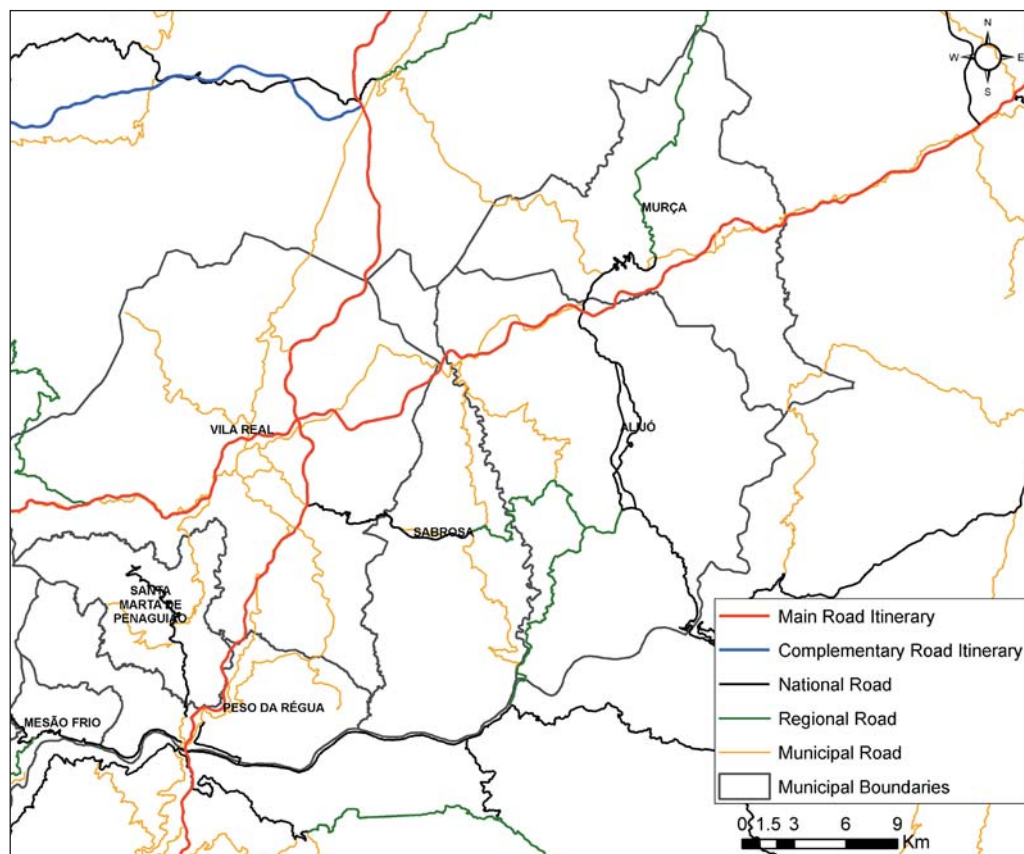 N
W E
S
MURÇA
VILA REAL
ALIJÓ
SABROSA
SANTA
MARTA DE
PENAGUIÃO
PESO DA RÉGUA
MESÃO FRIO
Main Road Itinerary
Complementary Road Itinerary
National Road
Regional Road
Municipal Road
Municipal Boundaries
0 1.5 3 6 9
Km